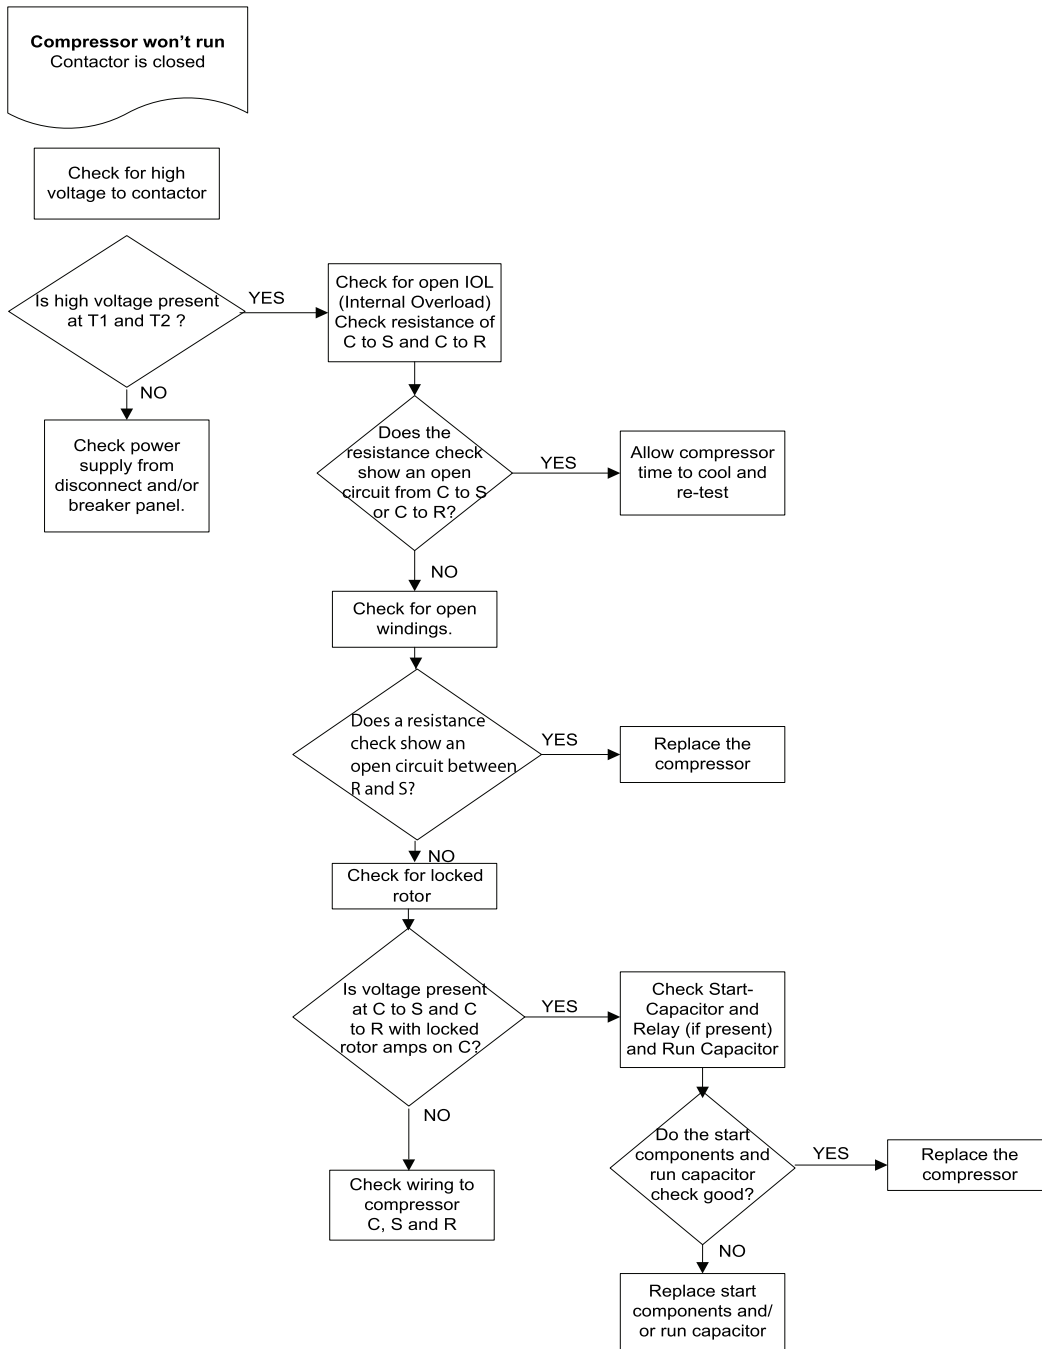 Compressor won't run
Contactor is closed
Check for high
voltage to contactor
Is high voltage present
at T1 and T2 ?
YES
NO
Check power
supply from
disconnect and/or
breaker panel.
Check for open IOL
(Internal Overload)
Check resistance of
C to S and C to R
Does the
resistance check
show an open
circuit from C to S
or C to R?
YES
Allow compressor
time to cool and
re-test
NO
Check for open
windings.
Does a resistance
check show an
open circuit between
R and S?
YES
Replace the
compressor
NO
Check for locked
rotor
Is voltage present
at C to S and C
to R with locked
rotor amps on C?
YES
NO
Check wiring to
compressor
C, S and R
Check Start-
Capacitor and
Relay (if present)
and Run Capacitor
Do the start
components and
run capacitor
check good?
YES
Replace the
compressor
NO
Replace start
components and/
or run capacitor